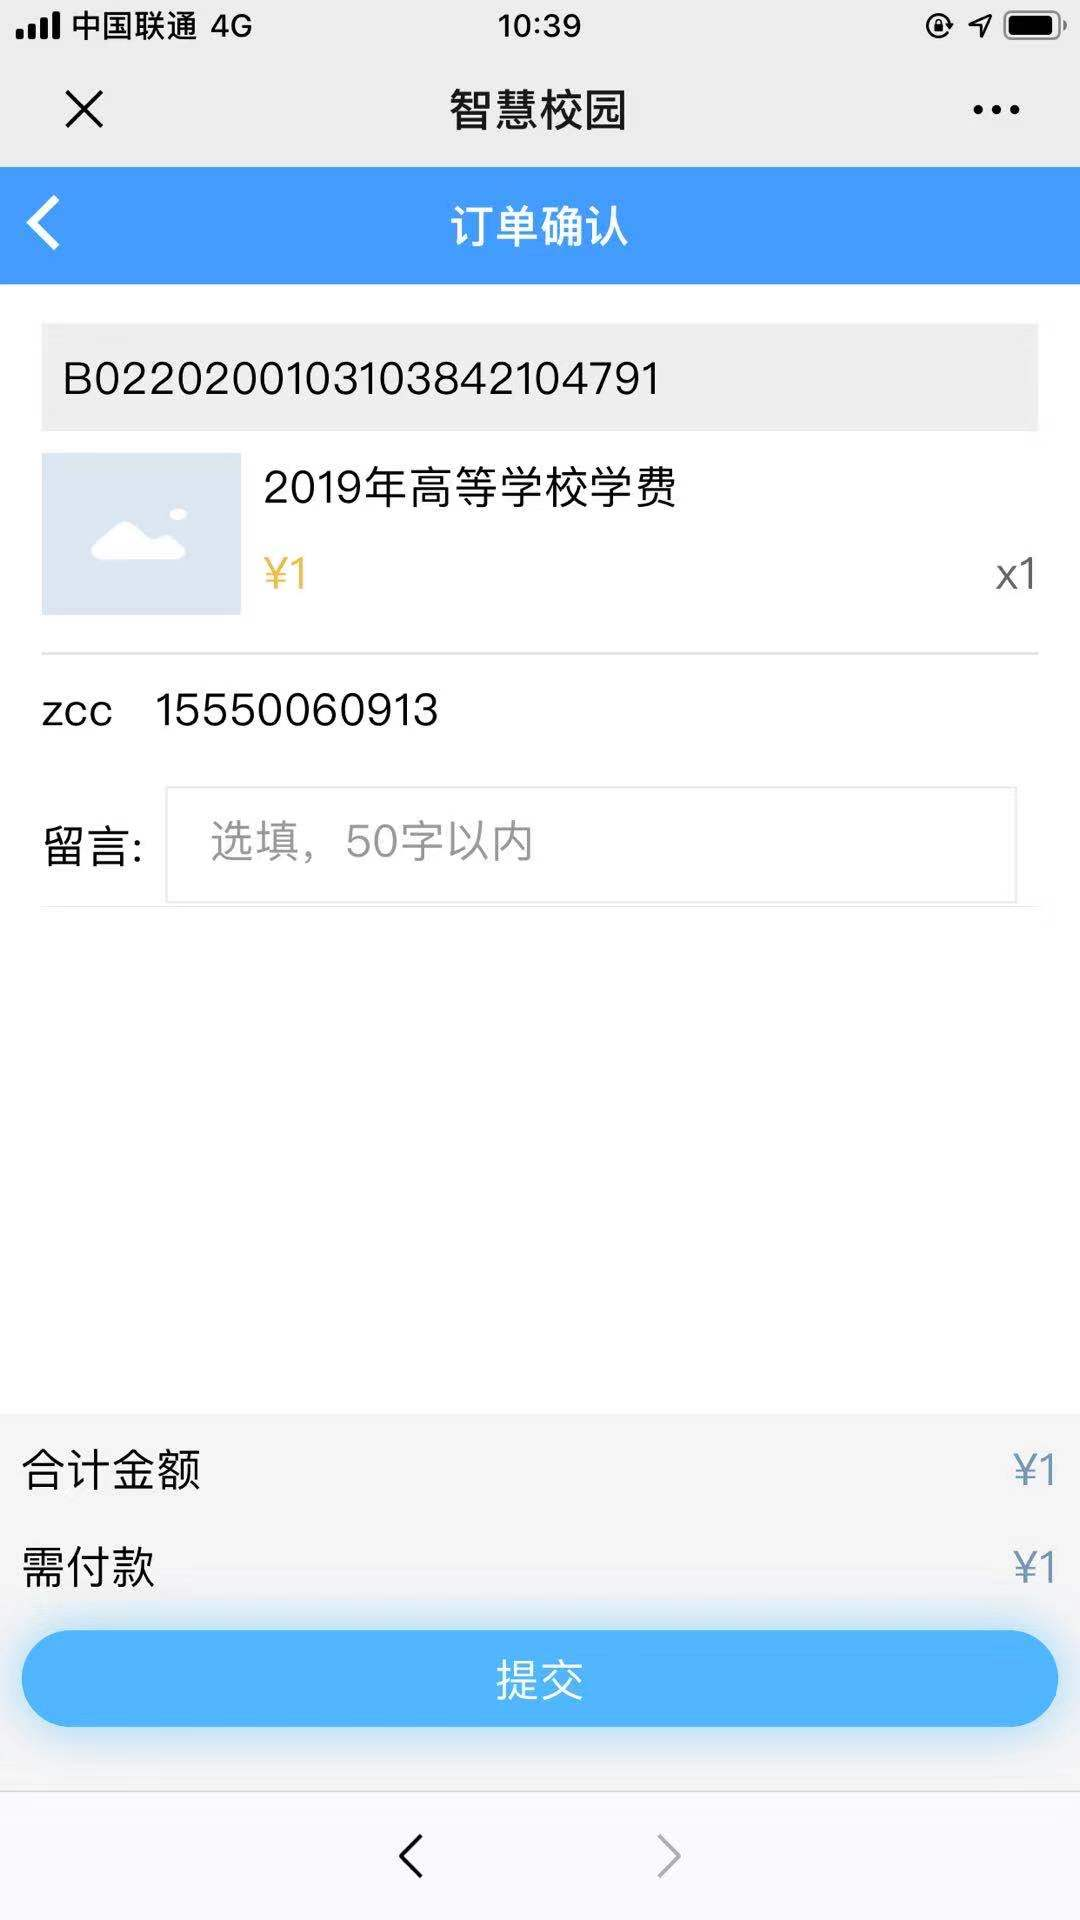 中国联通 4G 10:39
智慧校园
订单确认
B02202001031038421​04791
2019年高等学校学费
¥1 x1
zcc 15550060913
留言: 选填，50字以内
合计金额 ¥1
需付款 ¥1
提交